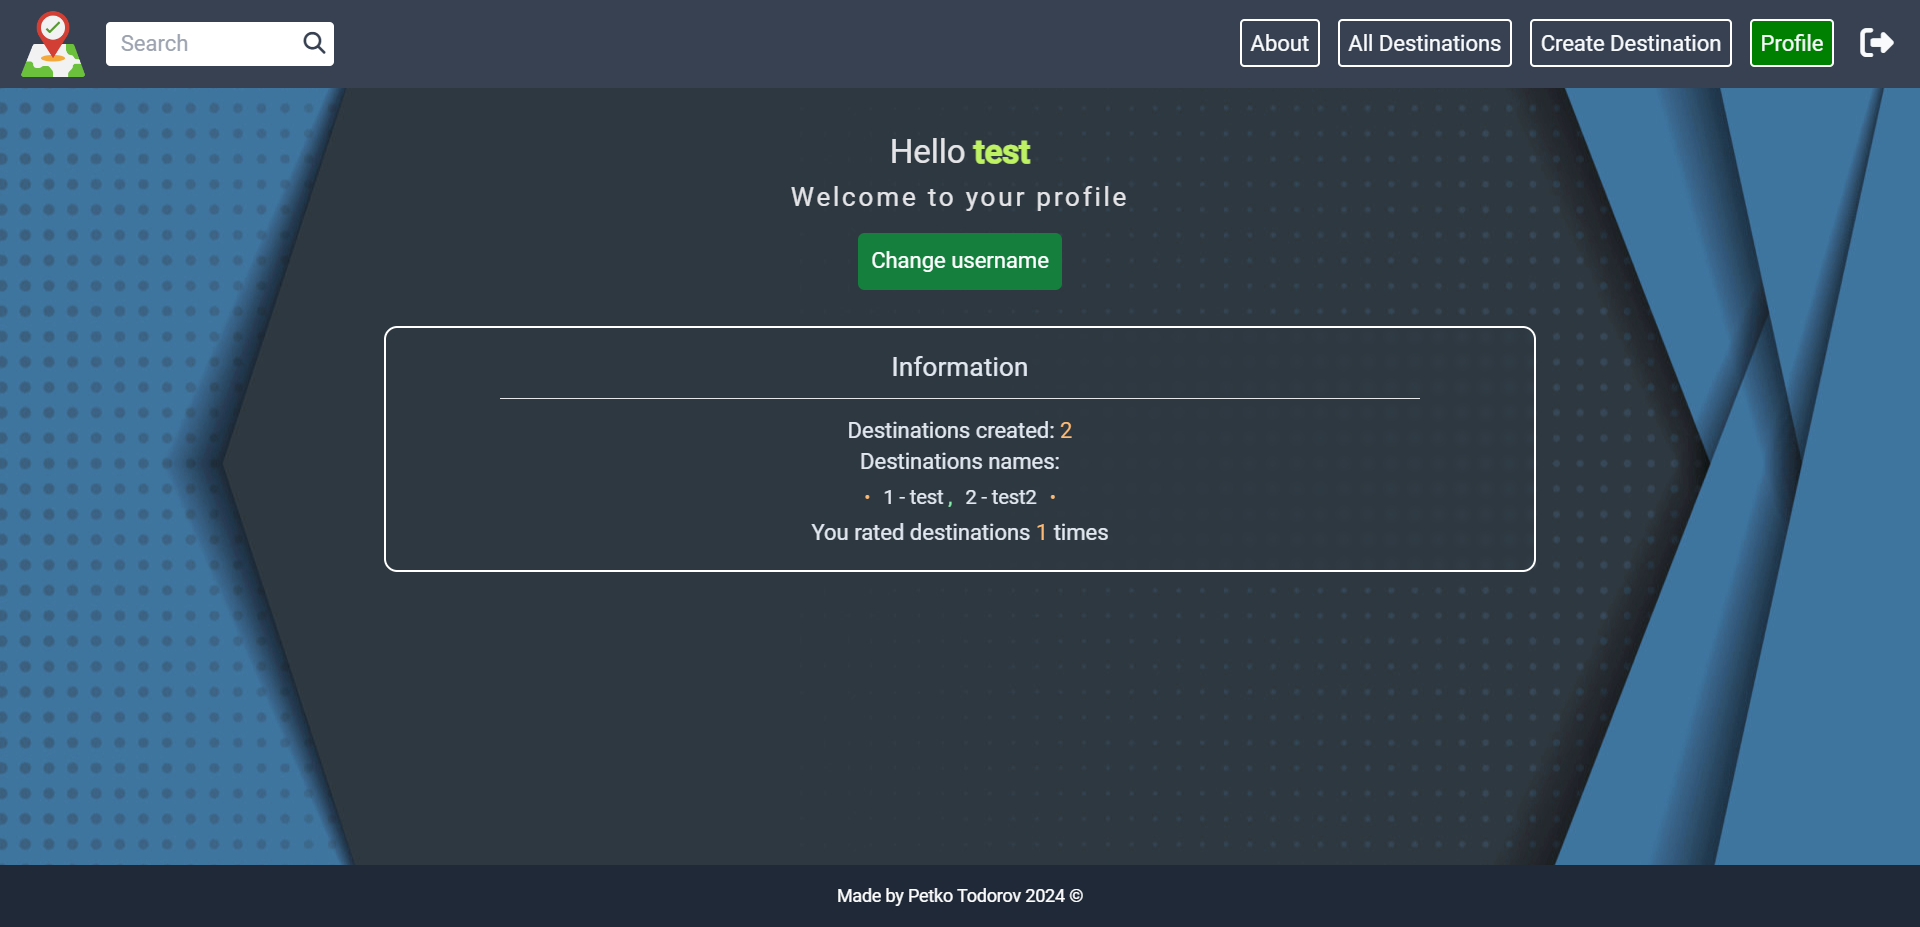 Search
About
All Destinations
Create Destination
Profile
Hello test
Welcome to your profile
Change username
Information
Destinations created: 2
Destinations names:
• 1 - test , 2 - test2 •
You rated destinations 1 times
Made by Petko Todorov 2024 ©